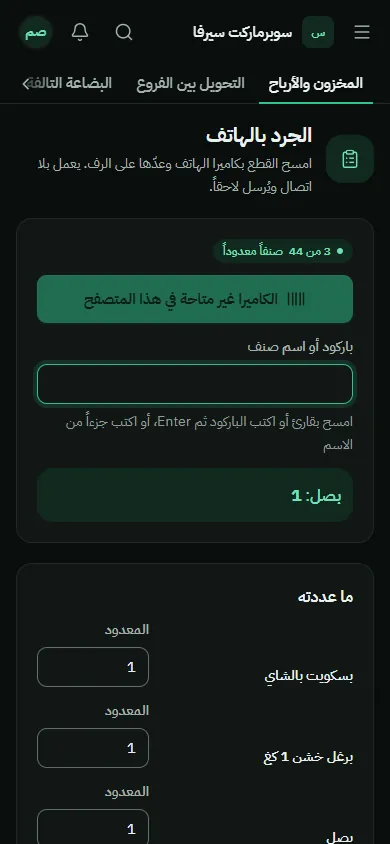 س
سوبرماركت سيرفا
صم
المخزون والأرباح
التحويل بين الفروع
البضاعة التالفة
الجرد بالهاتف
امسح القطع بكاميرا الهاتف وعدّها على الرف. يعمل بلا
اتصال ويُرسل لاحقاً.
3 من 44 صنفاً معدوداً
الكاميرا غير متاحة في هذا المتصفح
باركود أو اسم صنف
امسح بقارئ أو اكتب الباركود ثم Enter، أو اكتب جزءاً من
الاسم
بصل: 1
ما عددته
المعدود
بسكويت بالشاي
1
المعدود
برغل خشن 1 كغ
1
المعدود
بصل
1